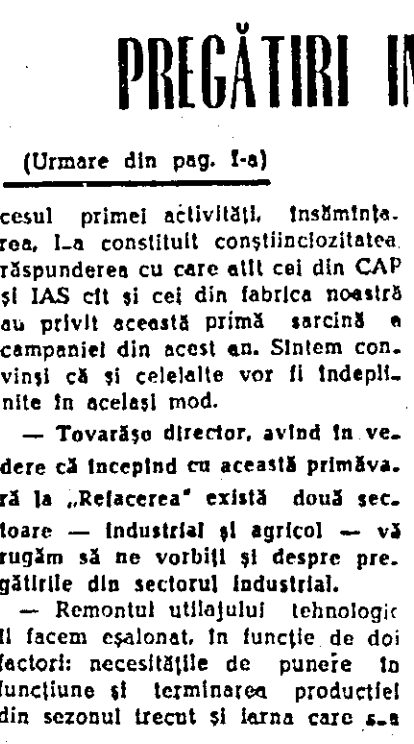 PREGĂTIRI IN
(Urmare din pag. I-a)
cesul primei activități, însămînța-
rea, l-a constituit conștiinciozitatea,
răspunderea cu care atît cei din CAP
și IAS cît și cei din fabrica noastră
au privit această primă sarcină a
campaniei din acest an. Sîntem con-
vinși că și celelalte vor fi îndepli-
nite în același mod.
— Tovarășe director, avînd în ve-
dere că începînd cu această primăva-
ră la „Refacerea" există două sec-
toare — industrial și agricol — vă
rugăm să ne vorbiți și despre pre-
gătirile din sectorul industrial.
— Remontul utilajului tehnologic
îl facem eșalonat, în funcție de doi
factori: necesitățile de punere în
funcțiune și terminarea producției
din sezonul trecut și iarna care s-a